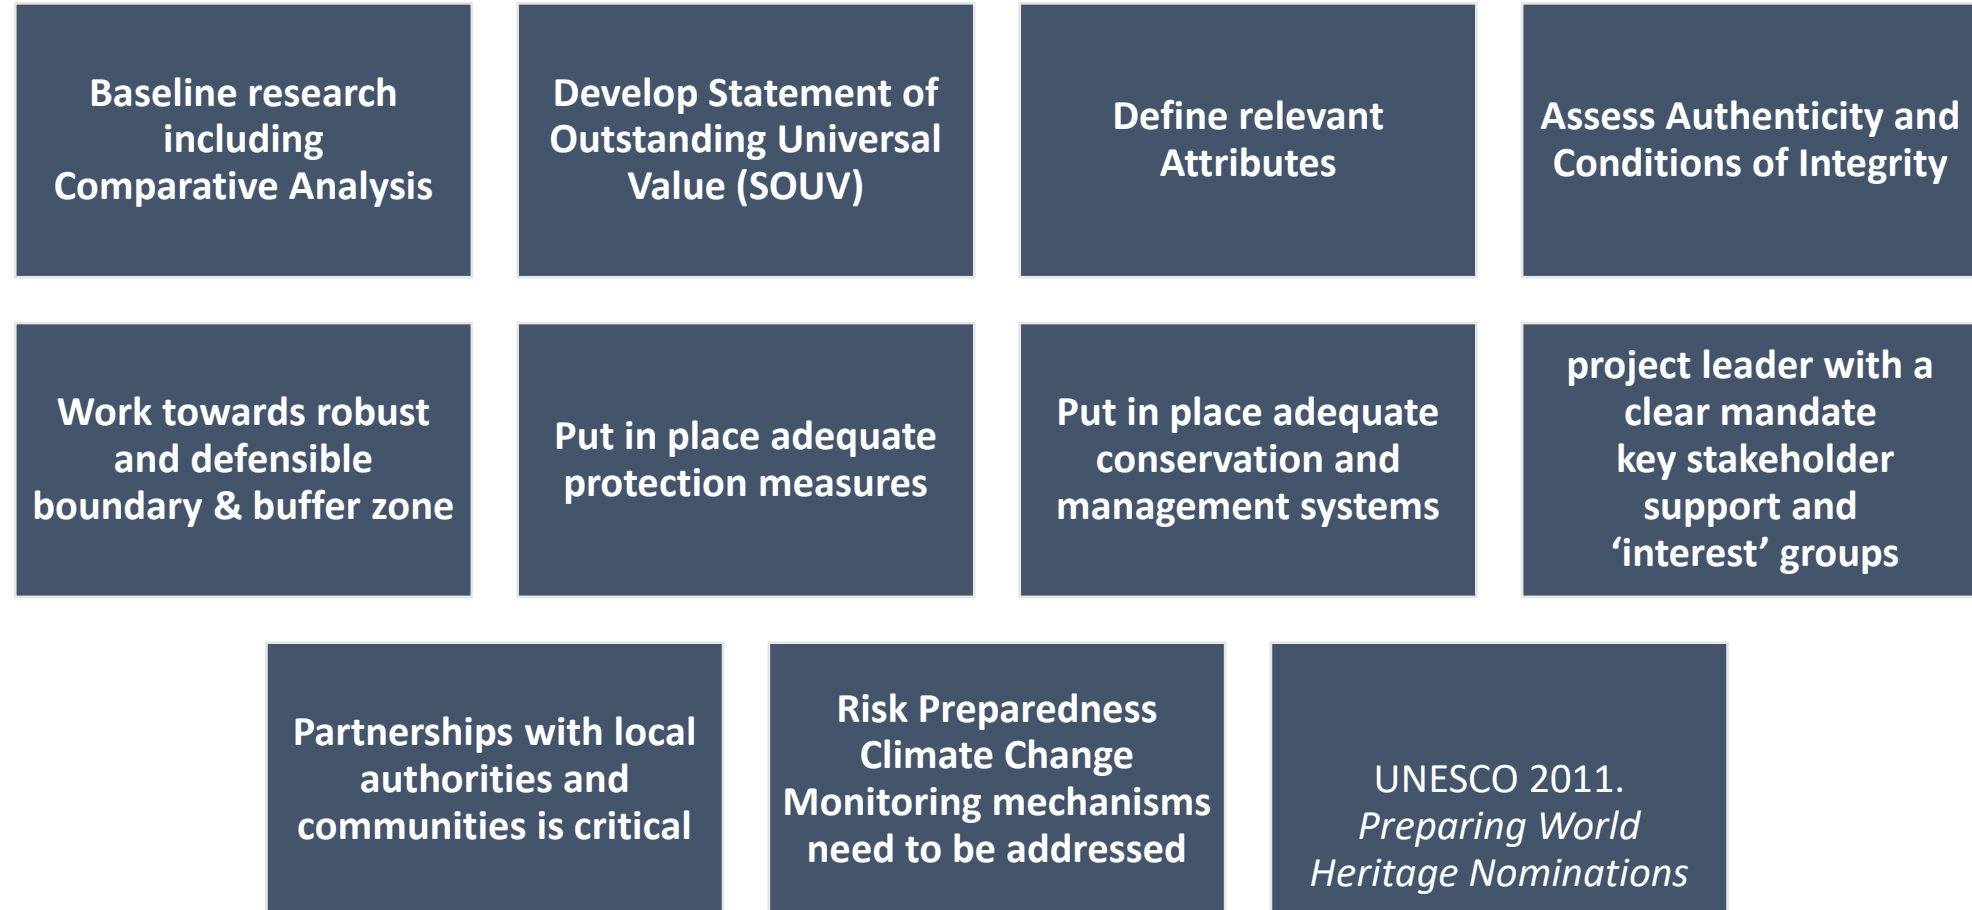 Baseline research
including
Comparative Analysis
Develop Statement of
Outstanding Universal
Value (SOUV)
Define relevant
Attributes
Assess Authenticity and
Conditions of Integrity
Work towards robust
and defensible
boundary & buffer zone
Put in place adequate
protection measures
Put in place adequate
conservation and
management systems
project leader with a
clear mandate
key stakeholder
support and
‘interest’ groups
Partnerships with local
authorities and
communities is critical
Risk Preparedness
Climate Change
Monitoring mechanisms
need to be addressed
UNESCO 2011.
Preparing World
Heritage Nominations